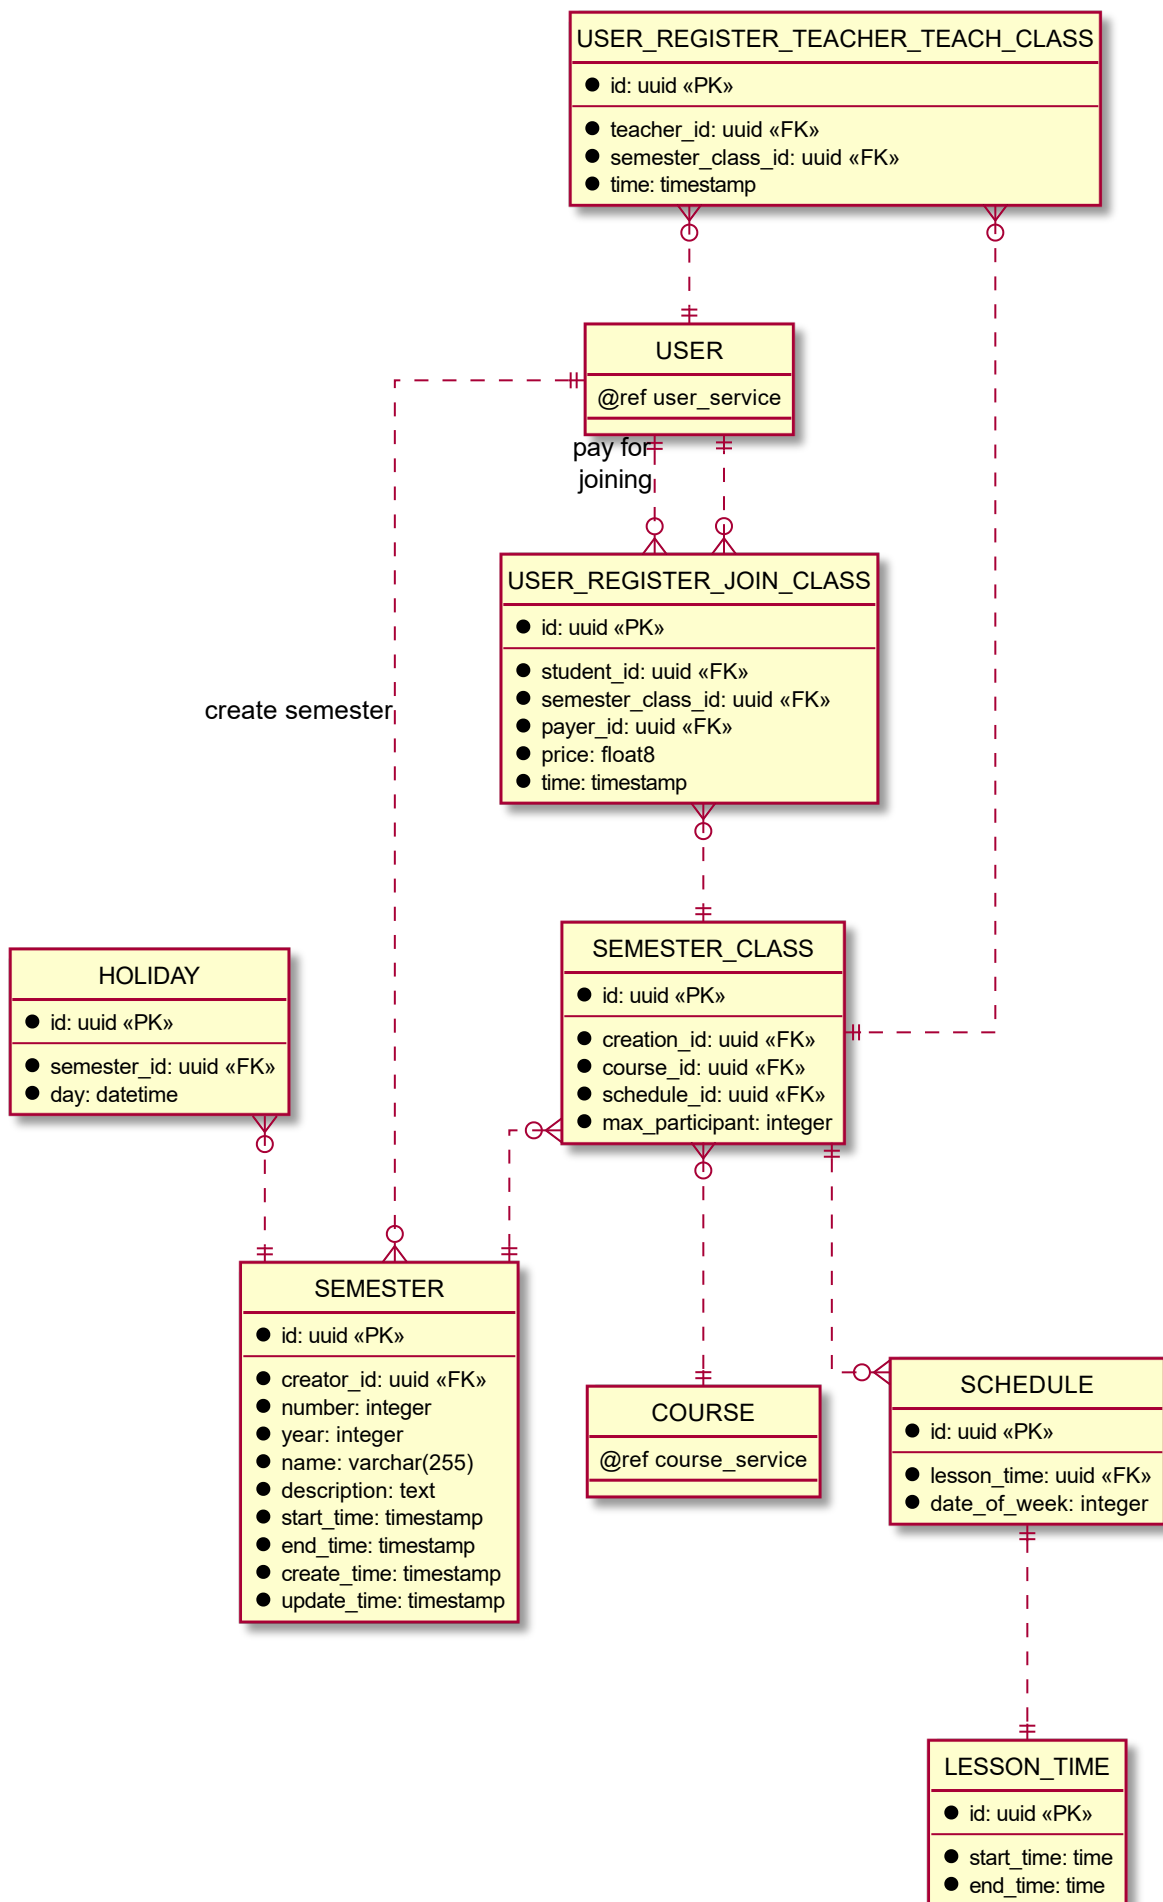 USER_REGISTER_TEACHER_TEACH_CLASS
id: uuid «PK»
teacher_id: uuid «FK»
semester_class_id: uuid «FK»
time: timestamp
USER
@ref user_service
pay for
joining
USER_REGISTER_JOIN_CLASS
id: uuid «PK»
student_id: uuid «FK»
semester_class_id: uuid «FK»
payer_id: uuid «FK»
price: float8
time: timestamp
create semester
SEMESTER_CLASS
id: uuid «PK»
creation_id: uuid «FK»
course_id: uuid «FK»
schedule_id: uuid «FK»
max_participant: integer
HOLIDAY
id: uuid «PK»
semester_id: uuid «FK»
day: datetime
SEMESTER
id: uuid «PK»
creator_id: uuid «FK»
number: integer
year: integer
name: varchar(255)
description: text
start_time: timestamp
end_time: timestamp
create_time: timestamp
update_time: timestamp
COURSE
@ref course_service
SCHEDULE
id: uuid «PK»
lesson_time: uuid «FK»
date_of_week: integer
LESSON_TIME
id: uuid «PK»
start_time: time
end_time: time